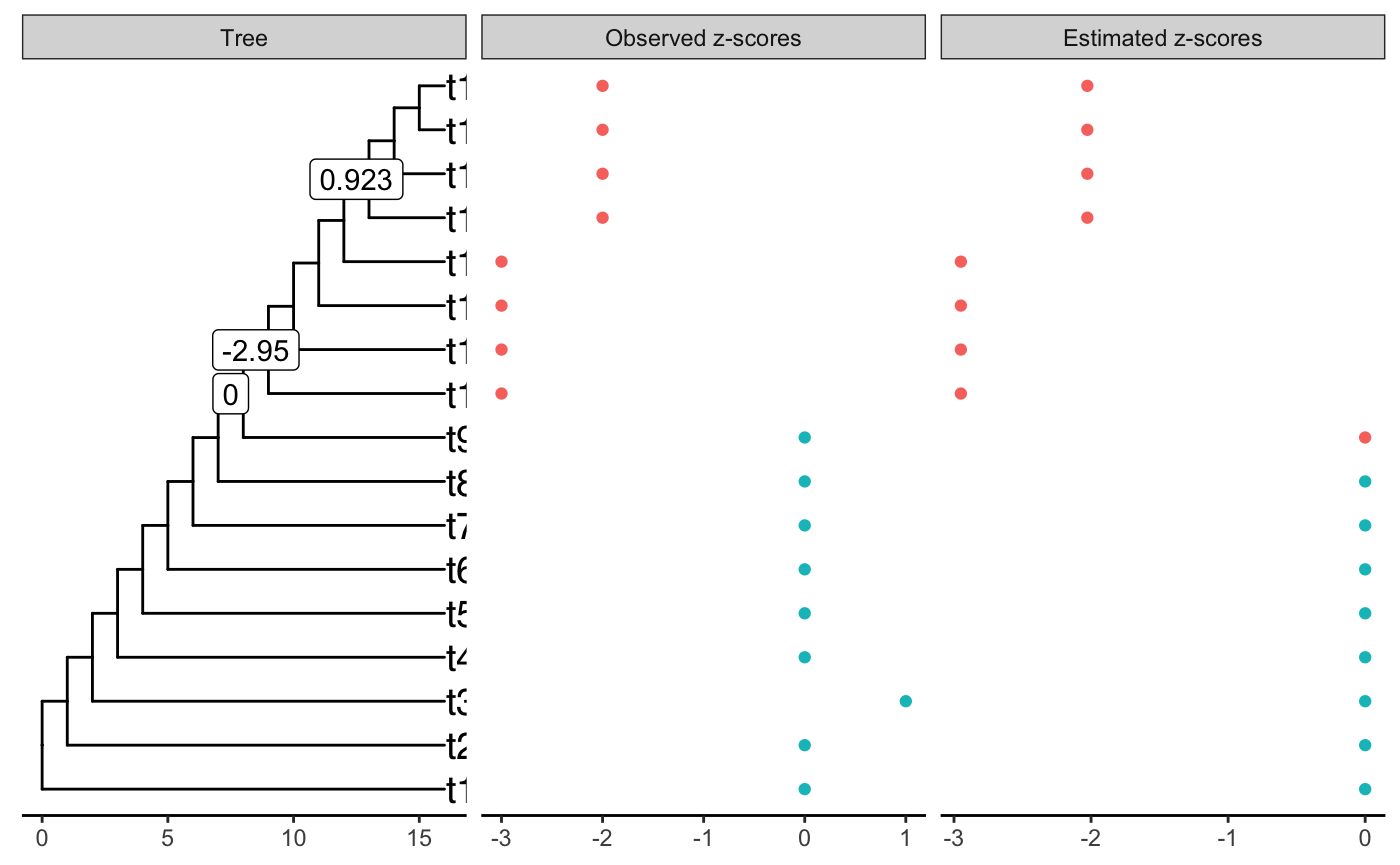 Tree
Observed z-scores
Estimated z-scores
t1
t1
t1
t1
t1
t1
t1
t1
t9
t8
t7
t6
t5
t4
t3
t2
t1
0.923
-2.95
0
0 5 10 15
-3 -2 -1 0 1
-3 -2 -1 0